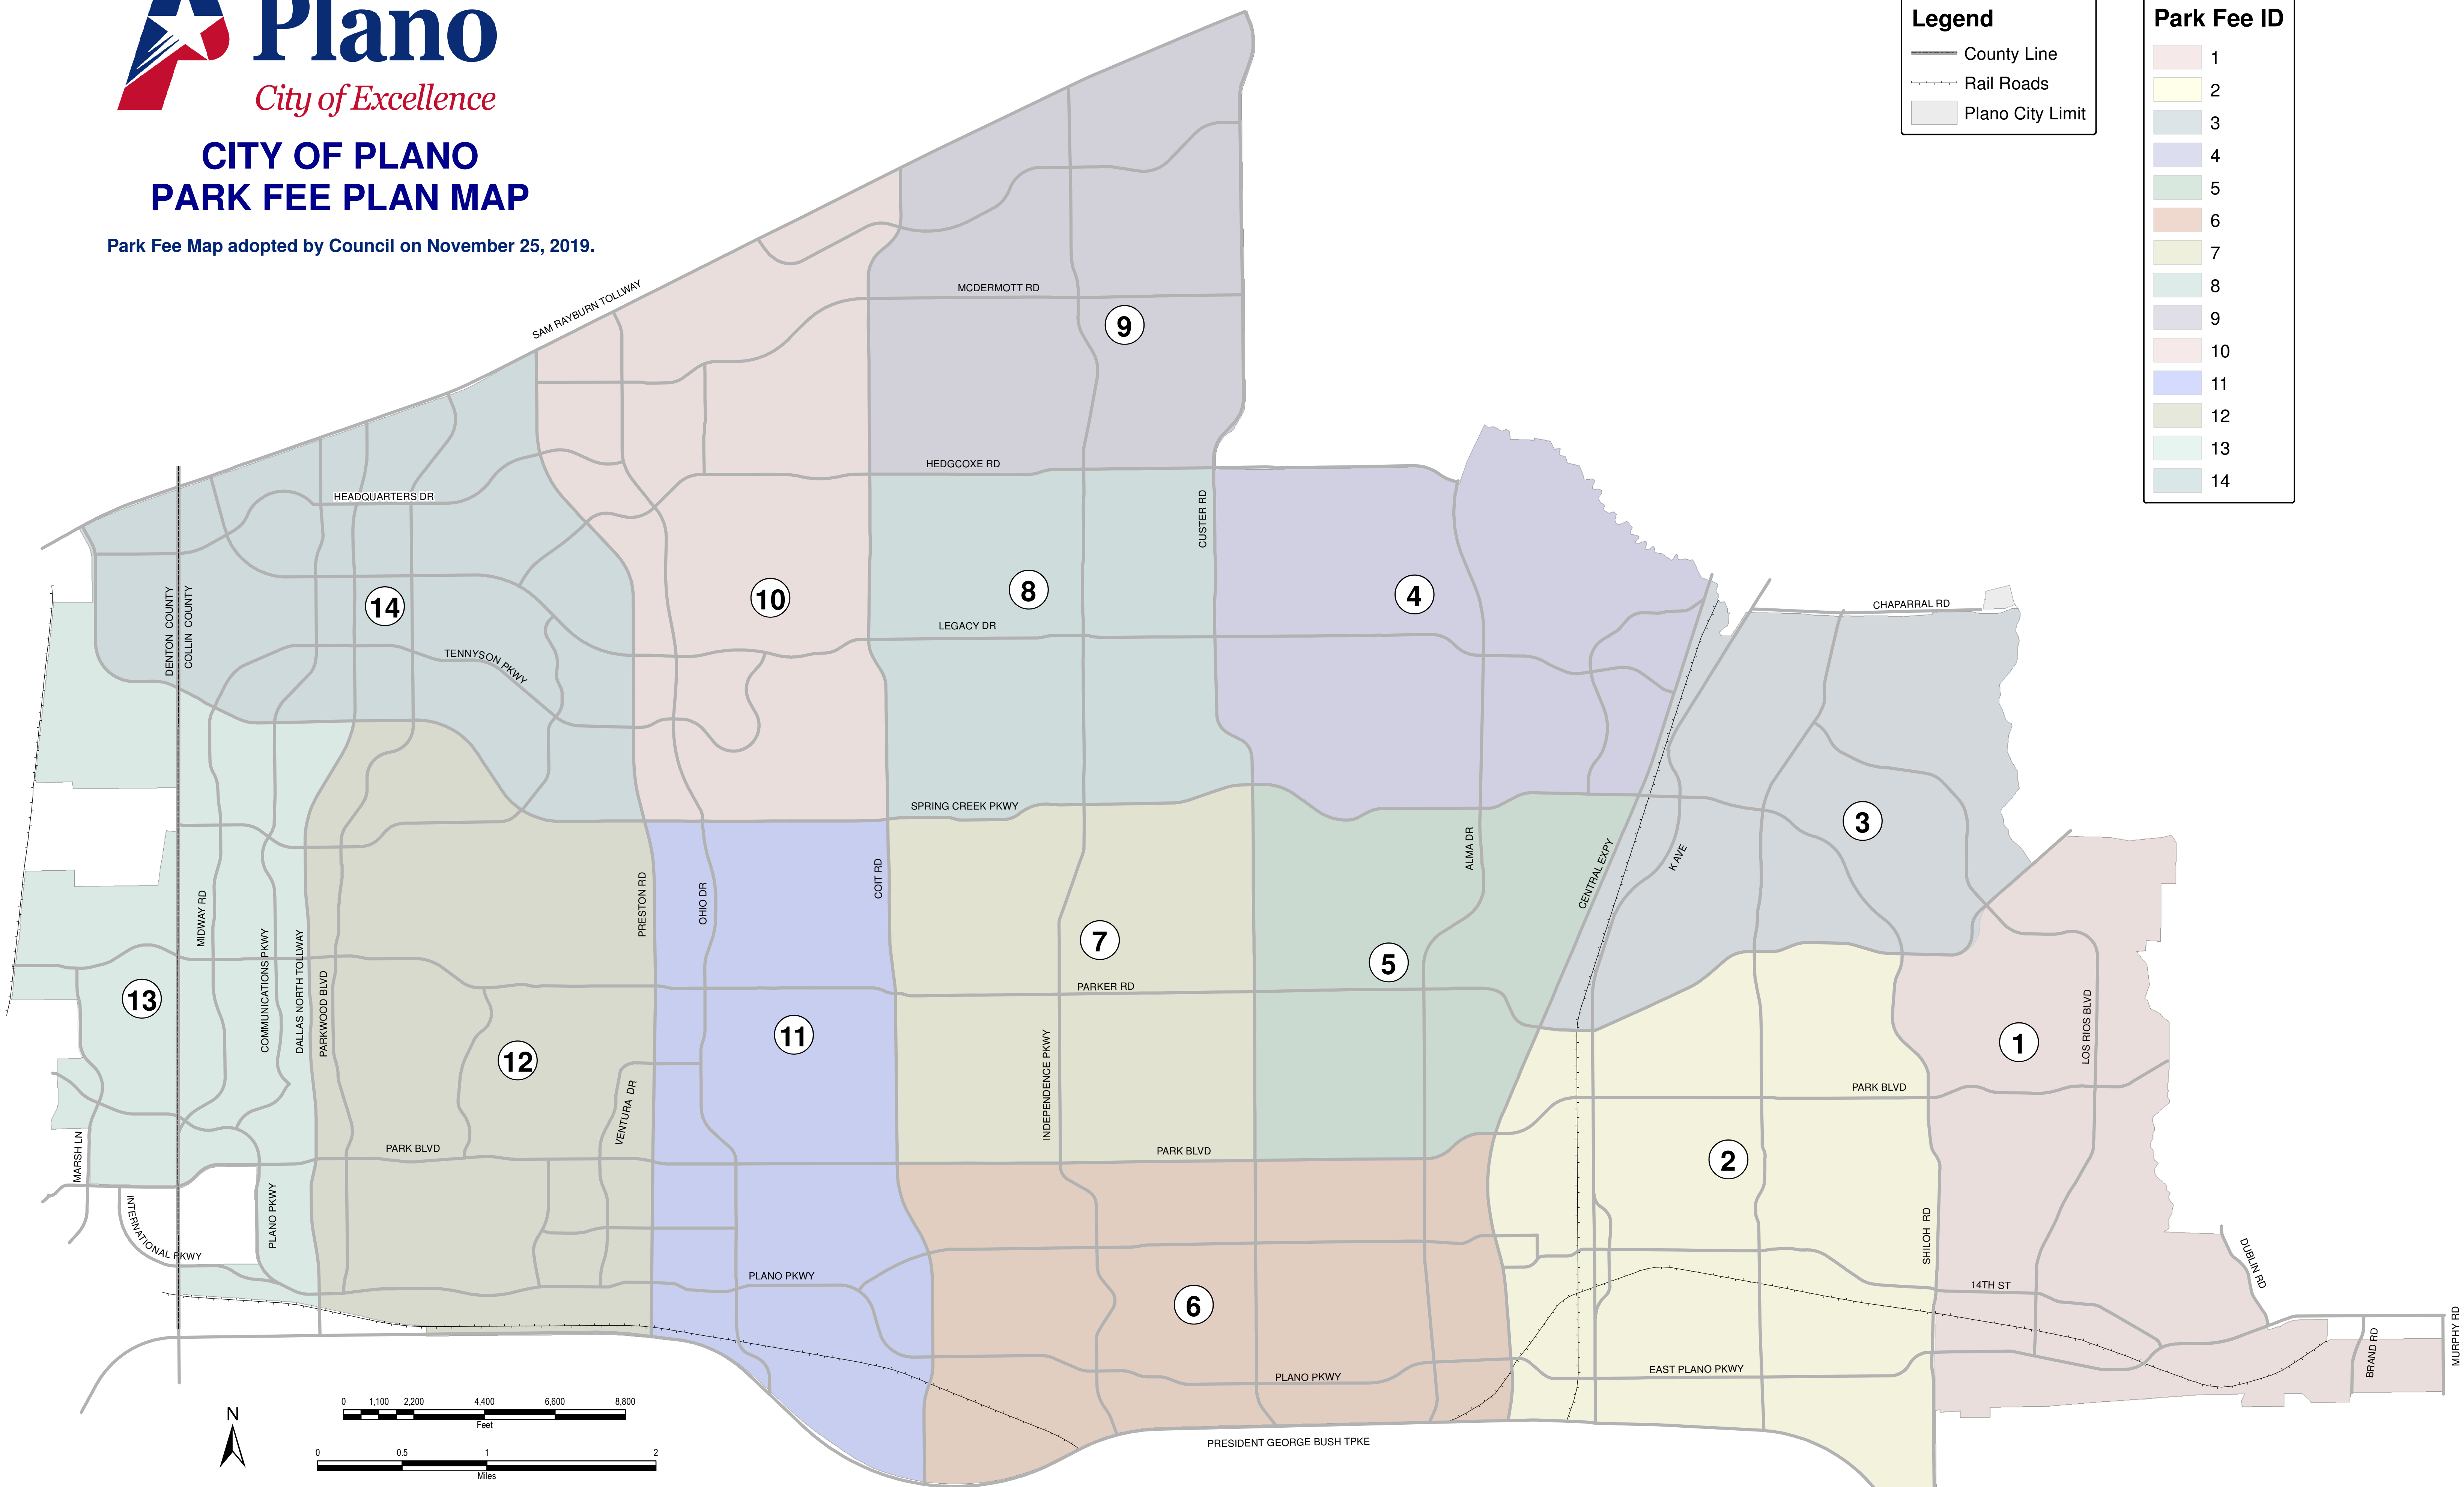 Plano
City of Excellence
CITY OF PLANO
PARK FEE PLAN MAP
Park Fee Map adopted by Council on November 25, 2019.
Legend
County Line
Rail Roads
Plano City Limit
Park Fee ID
1
2
3
4
5
6
7
8
9
10
11
12
13
14
SAM RAYBURN TOLLWAY
MCDERMOTT RD
9
HEDGCOXE RD
HEADQUARTERS DR
CUSTER RD
DENTON COUNTY
COLLIN COUNTY
14
10
8
4
CHAPARRAL RD
LEGACY DR
TENNYSON PKWY
SPRING CREEK PKWY
3
ALMA DR
CENTRAL EXPY
K AVE
MIDWAY RD
COMMUNICATIONS PKWY
DALLAS NORTH TOLLWAY
PARKWOOD BLVD
PRESTON RD
OHIO DR
COIT RD
7
5
PARKER RD
13
11
12
1
LOS RIOS BLVD
INDEPENDENCE PKWY
VENTURA DR
PARK BLVD
MARSH LN
PARK BLVD
PARK BLVD
2
INTERNATIONAL PKWY
PLANO PKWY
SHILOH RD
DUBLIN RD
PLANO PKWY
14TH ST
6
MURPHY RD
BRAND RD
PLANO PKWY
EAST PLANO PKWY
PRESIDENT GEORGE BUSH TPKE
N
0 1,100 2,200 4,400 6,600 8,800
Feet
0 0.5 1 2
Miles